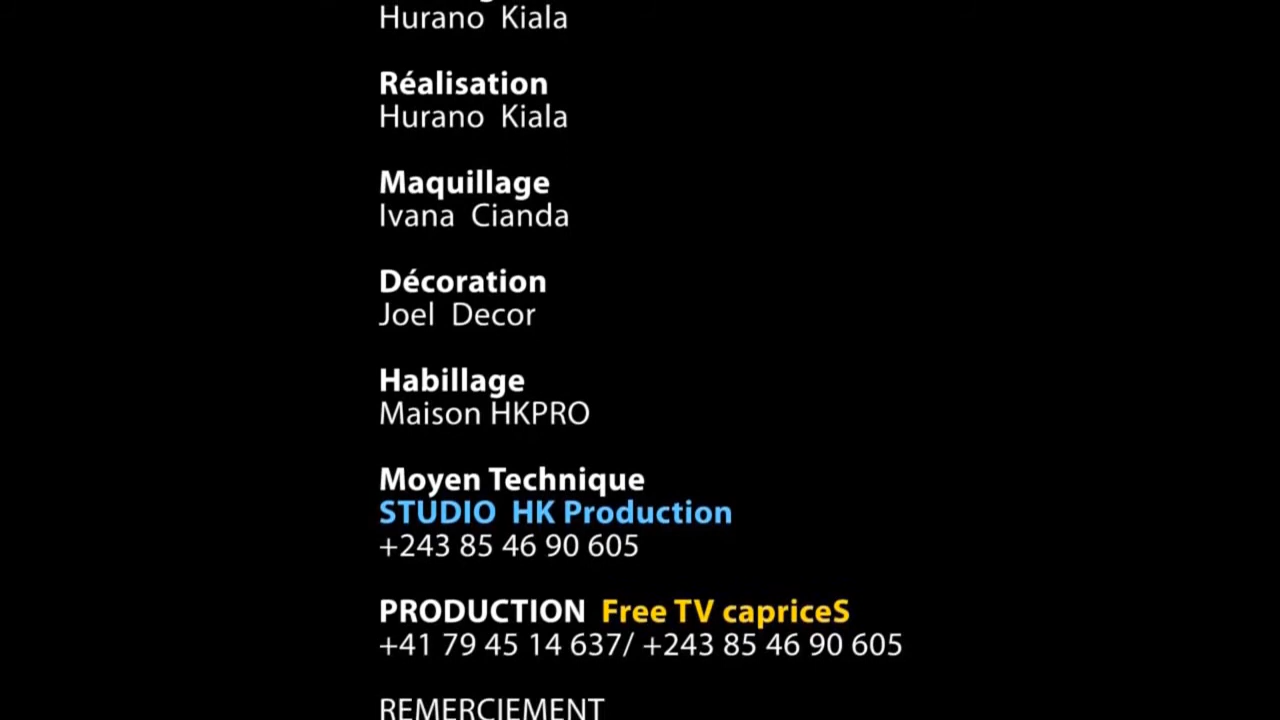 Hurano Kiala
Réalisation
Hurano Kiala
Maquillage
Ivana Cianda
Décoration
Joel Decor
Habillage
Maison HKPRO
Moyen Technique
STUDIO HK Production
+243 85 46 90 605
PRODUCTION Free TV capriceS
+41 79 45 14 637/ +243 85 46 90 605
REMERCIEMENT